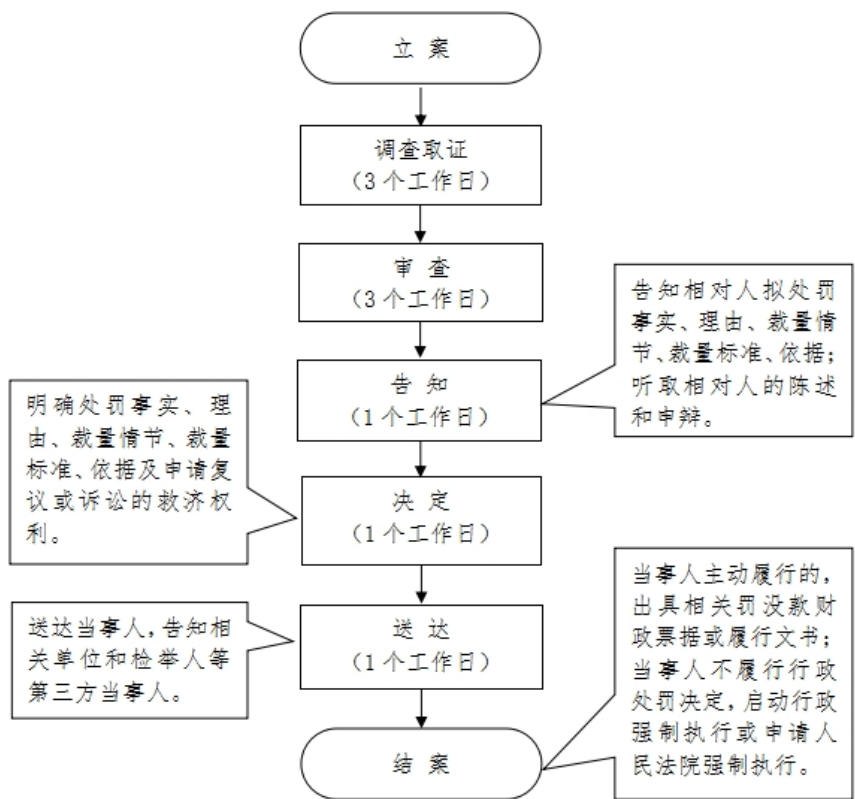 立 案
调查取证
（3 个工作日）
审 查
（3 个工作日）
告知相对人拟处罚
事实、理由、裁量情
节、裁量标准、依据；
听取相对人的陈述
和申辩。
告 知
（1 个工作日）
明确处罚事实、理
由、裁量情节、裁量
标准、依据及申请复
议或诉讼的救济权
利。
决 定
（1 个工作日）
送达当事人，告知相
关单位和检举人等
第三方当事人。
送 达
（1 个工作日）
当事人主动履行的，
出具相关罚没款财
政票据或履行文书；
当事人不履行行政
处罚决定，启动行政
强制执行或申请人
民法院强制执行。
结 案